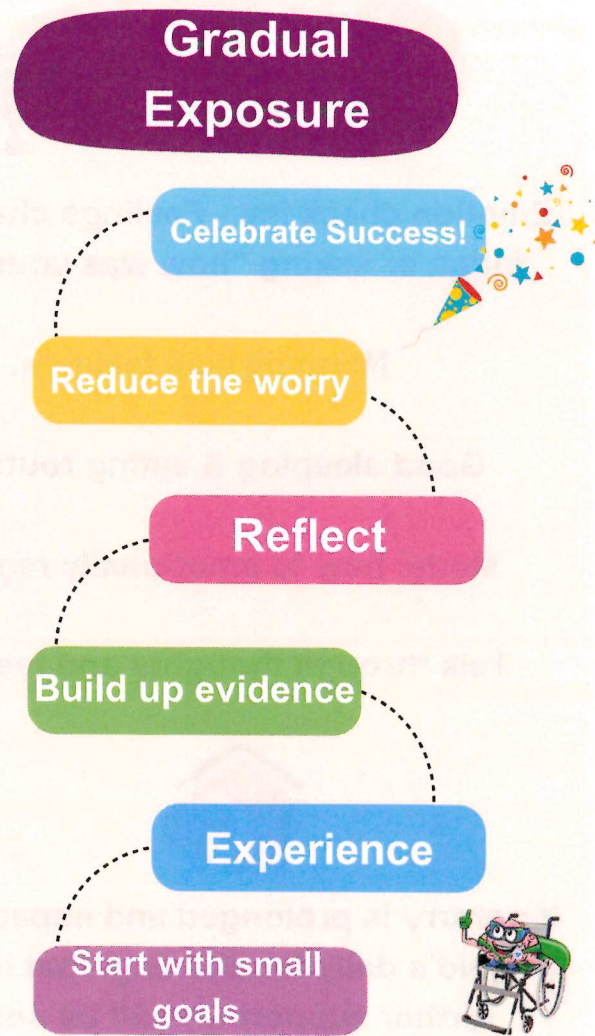 Gradual
Exposure
Celebrate Success!
Reduce the worry
Reflect
Build up evidence
Experience
Start with small
goals